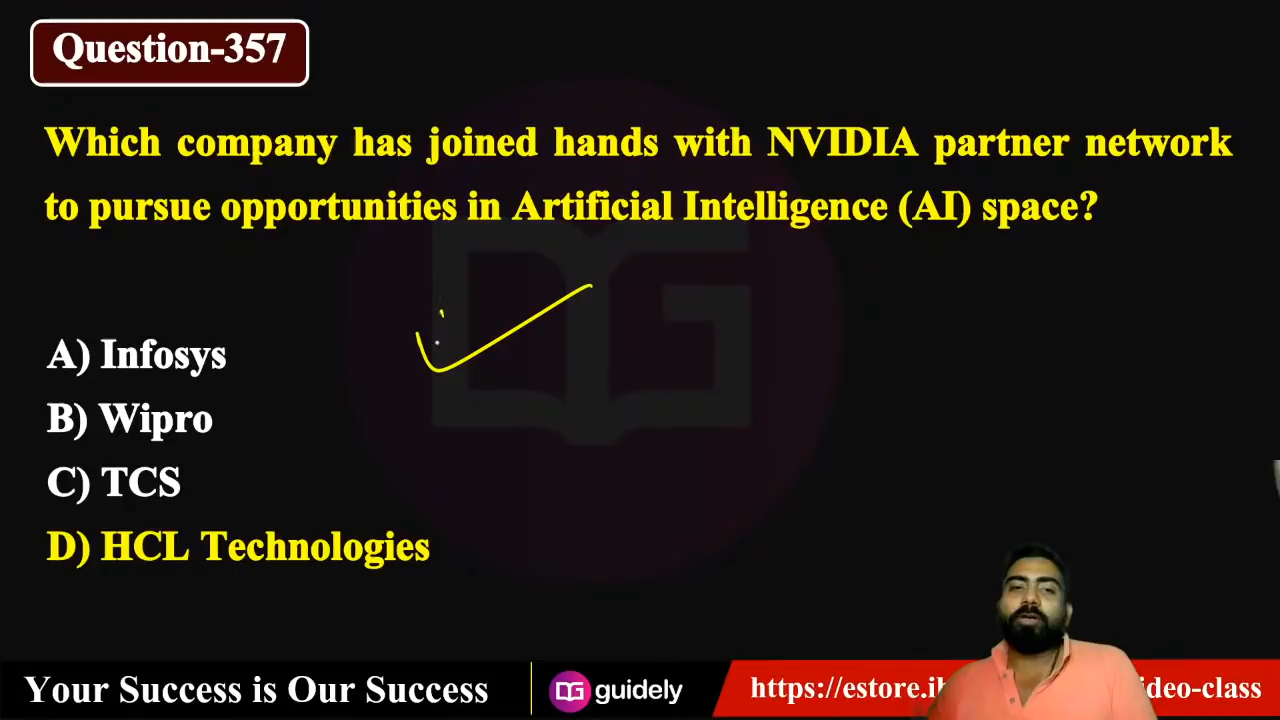 Question-357
Which company has joined hands with NVIDIA partner network
to pursue opportunities in Artificial Intelligence (AI) space?
A) Infosys
B) Wipro
C) TCS
D) HCL Technologies
Your Success is Our Success
guidely
https://estore.ib ideo-class